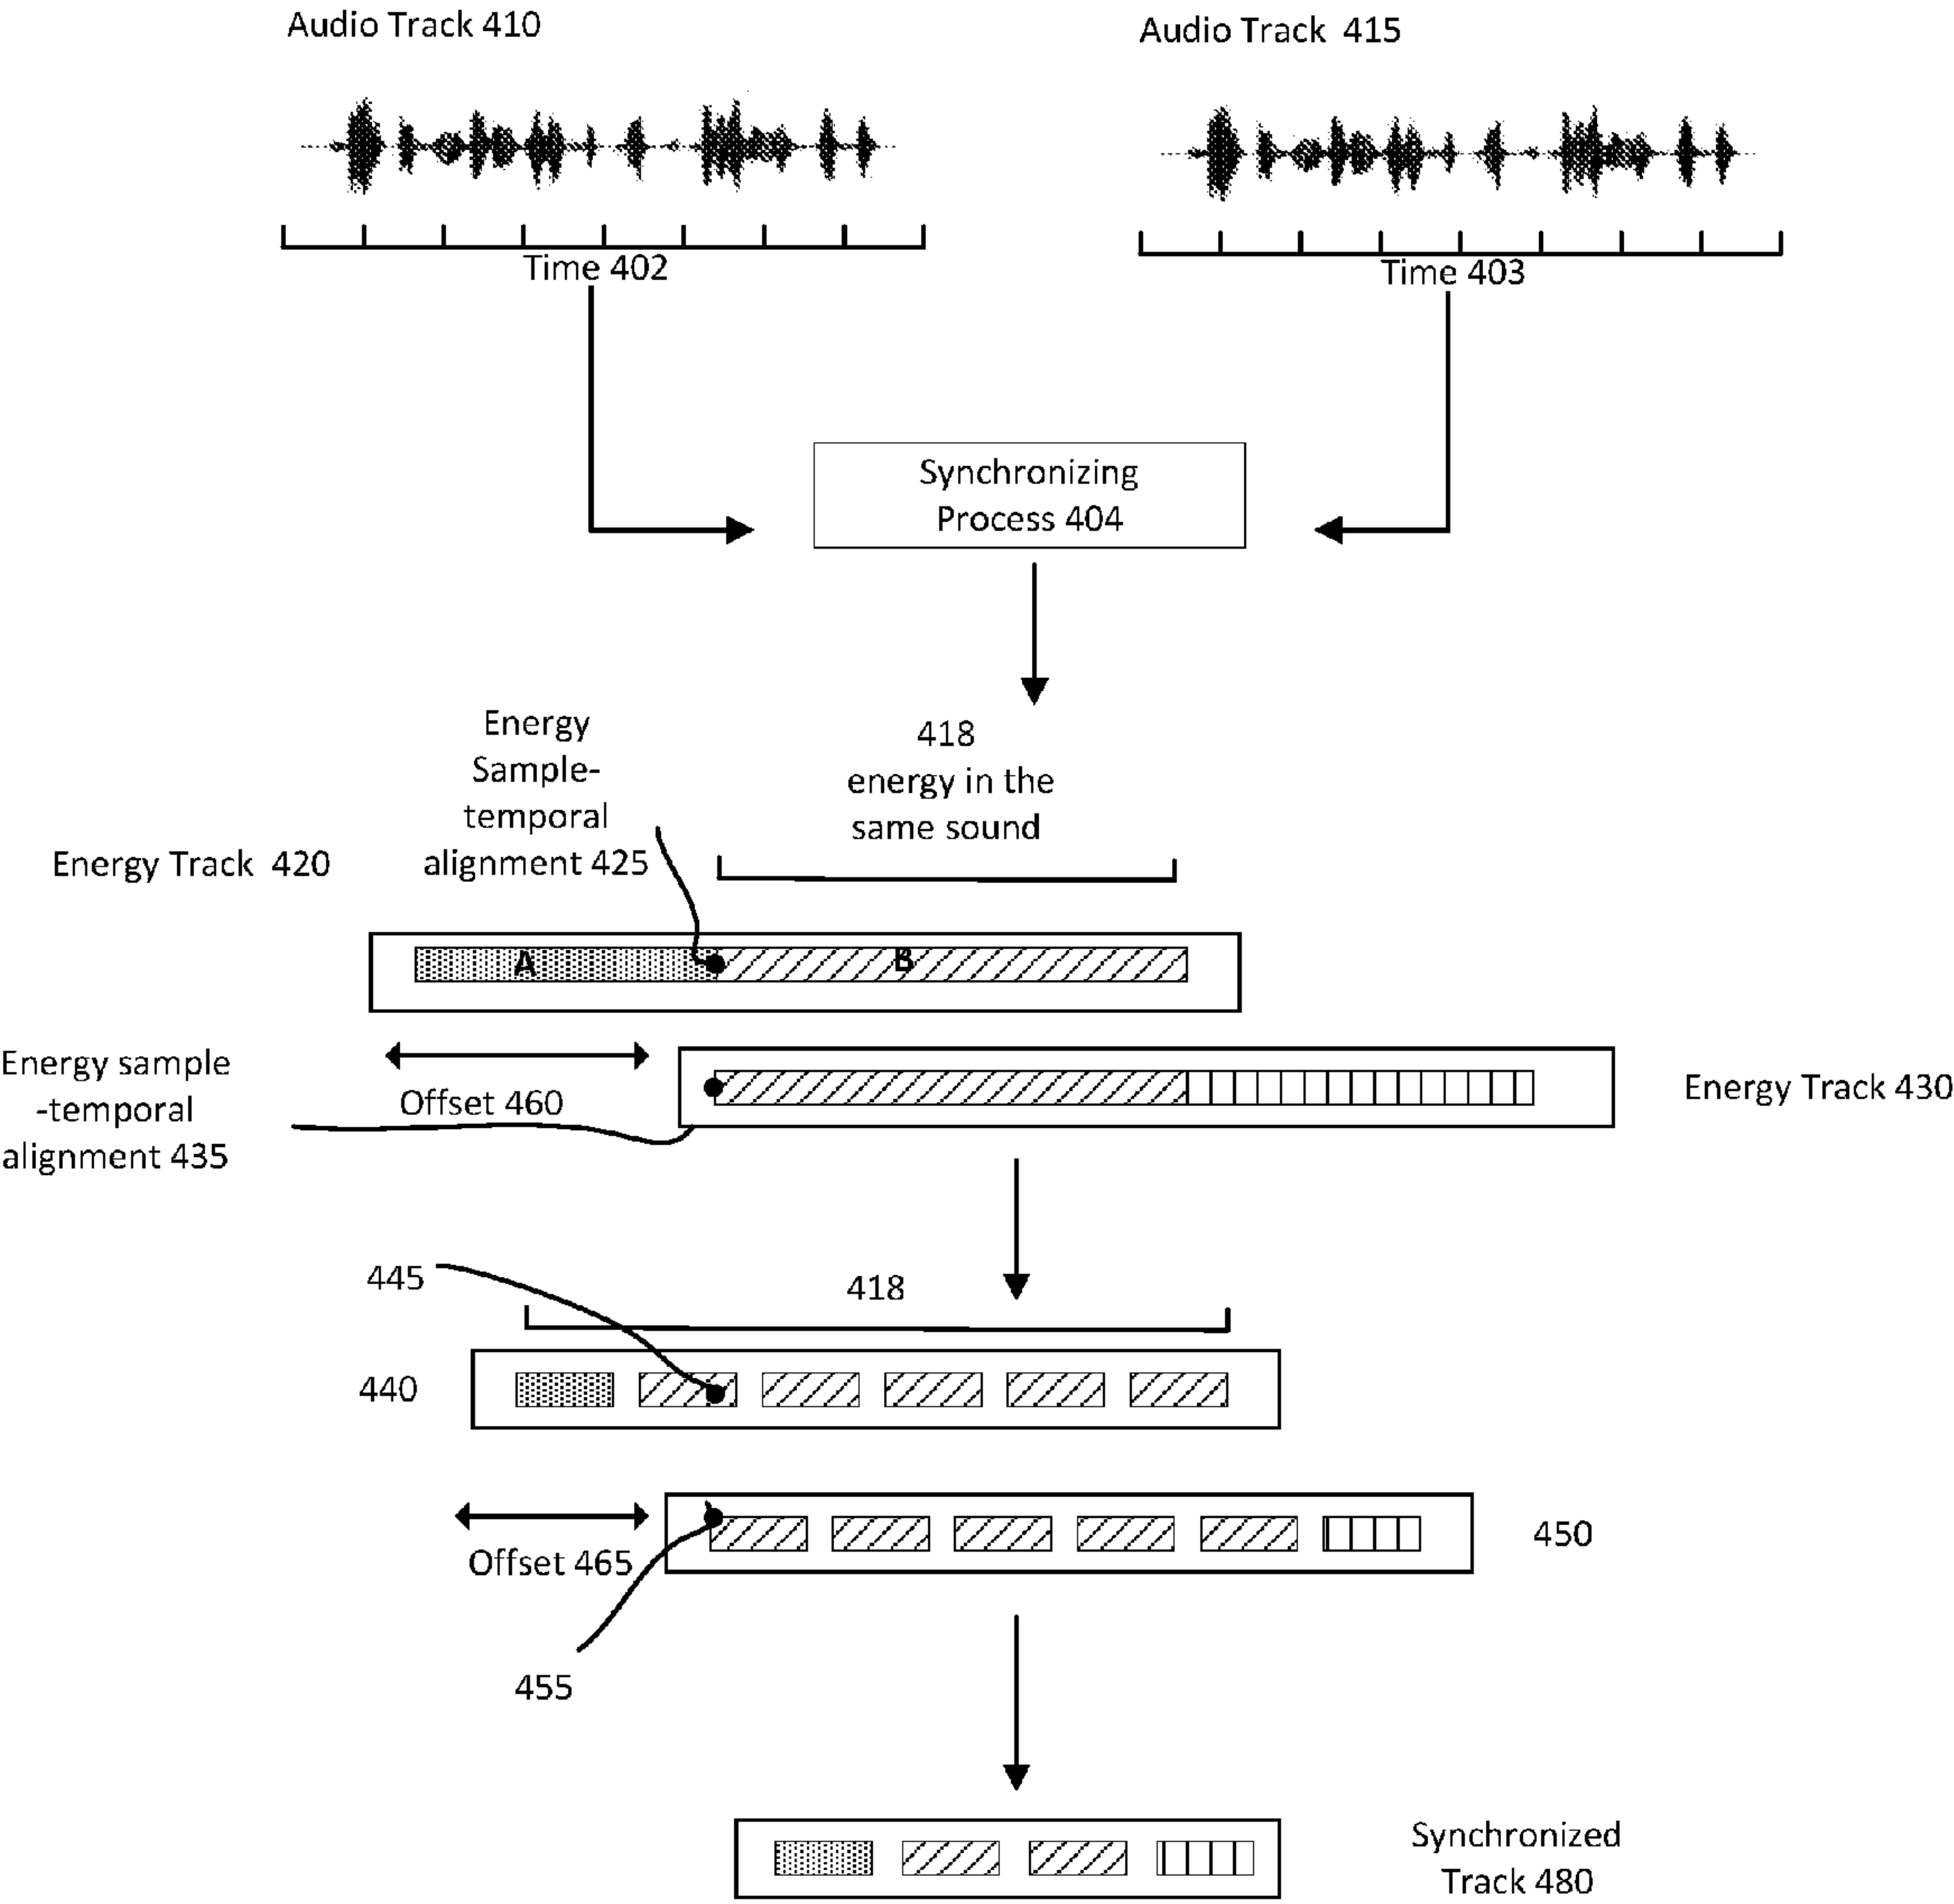 Audio Track 410
Audio Track 415
Time 402
Time 403
Synchronizing
Process 404
Energy
Sample-
temporal
alignment 425
418
energy in the
same sound
Energy Track 420
A
B
Energy sample
-temporal
alignment 435
Offset 460
Energy Track 430
445
418
440
Offset 465
450
455
Synchronized
Track 480